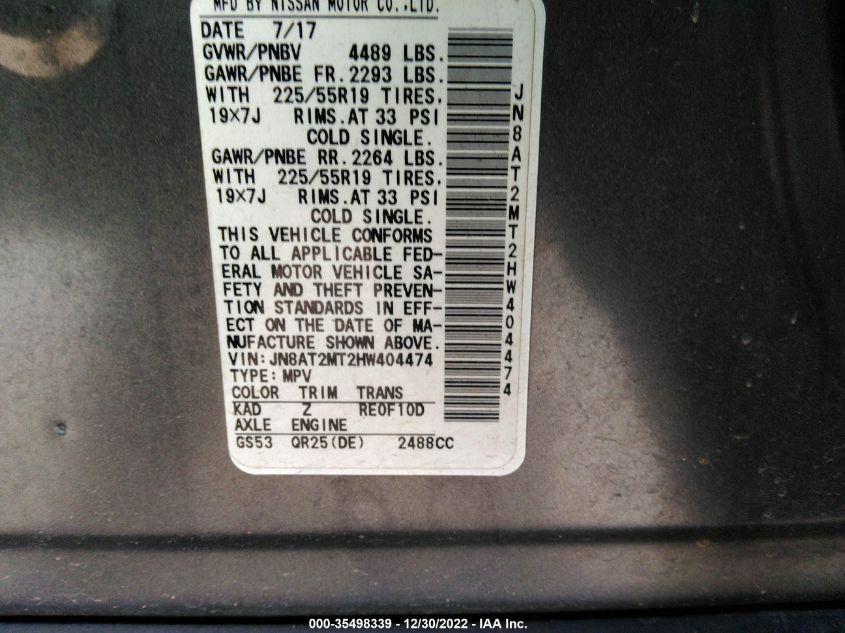 MFD BY NISSAN MOTOR CO.,LTD.
DATE 7/17
GVWR/PNBV 4489 LBS.
GAWR/PNBE FR. 2293 LBS.
WITH 225/55R19 TIRES,
19×7J RIMS. AT 33 PSI
COLD SINGLE.
GAWR/PNBE RR. 2264 LBS.
WITH 225/55R19 TIRES,
19×7J RIMS. AT 33 PSI
COLD SINGLE.
THIS VEHICLE CONFORMS
TO ALL APPLICABLE FED-
ERAL MOTOR VEHICLE SA-
FETY AND THEFT PREVEN-
TION STANDARDS IN EFF-
ECT ON THE DATE OF MA-
NUFACTURE SHOWN ABOVE.
VIN: JN8AT2MT2HW404474
TYPE: MPV
COLOR TRIM TRANS
KAD Z RE0F10D
AXLE ENGINE
GS53 QR25(DE) 2488CC
JN8AT2MT2HW404474
000-35498339 - 12/30/2022 - IAA Inc.